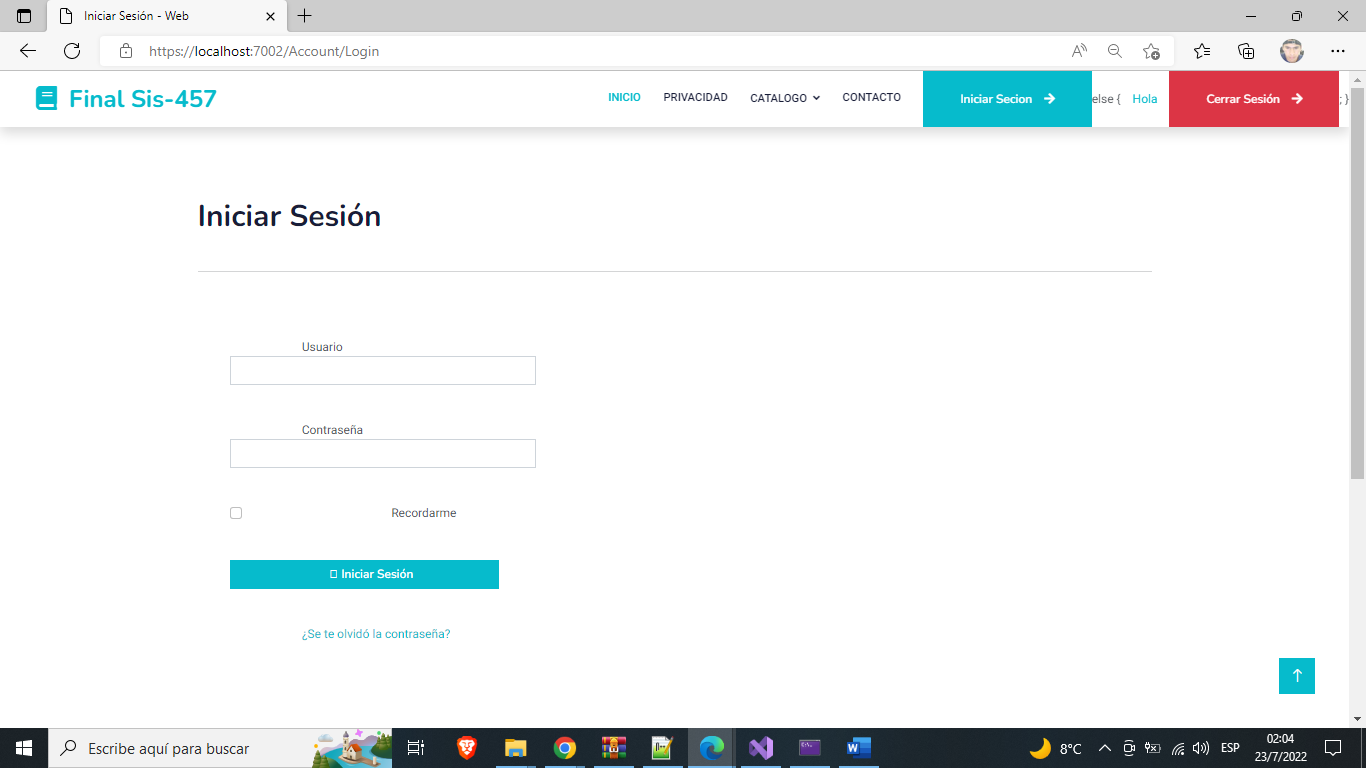 Iniciar Sesión - Web
https://localhost:7002/Account/Login
Final Sis-457
INICIO PRIVACIDAD CATALOGO CONTACTO Iniciar Secion else { Hola Cerrar Sesión ; }
Iniciar Sesión
Usuario
Contraseña
Recordarme
Iniciar Sesión
¿Se te olvidó la contraseña?
Escribe aquí para buscar
8°C
ESP
02:04
23/7/2022